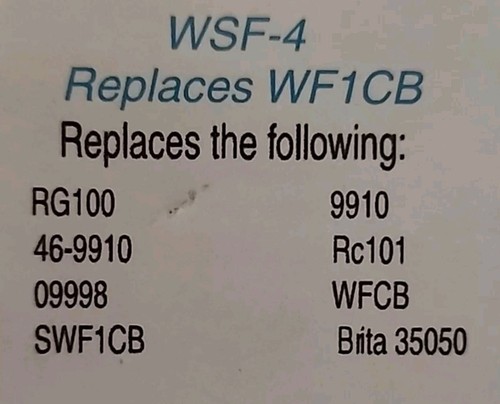 WSF-4
Replaces WF1CB
Replaces the following:
RG100 9910
46-9910 Rc101
09998 WFCB
SWF1CB Brita 35050